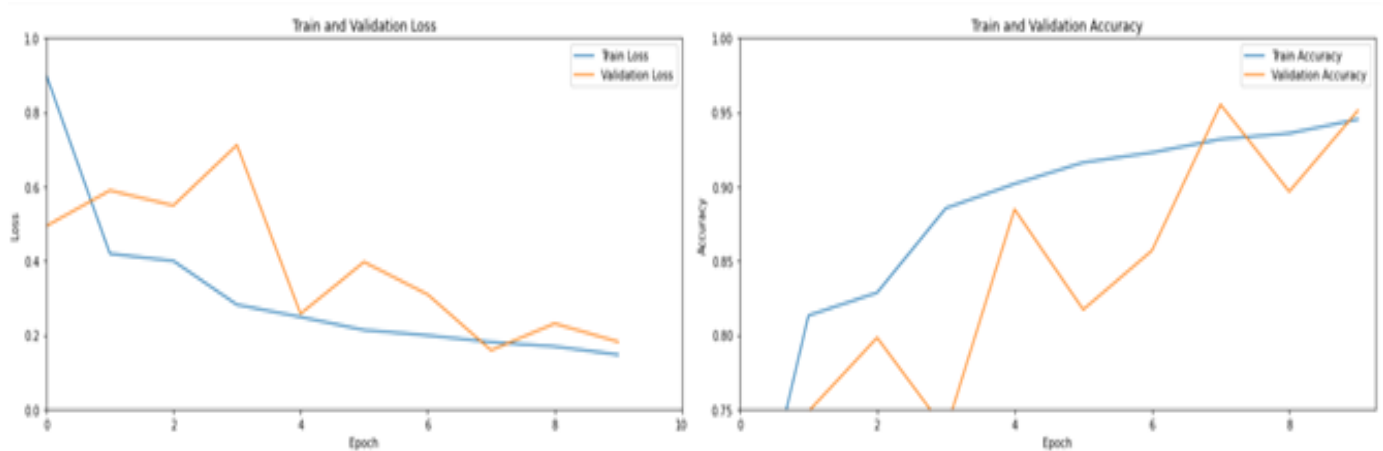 Train and Validation Loss
1.0
0.8
0.6
0.4
0.2
0.0
Loss
Train Loss
Validation Loss
0
2
4
6
8
10
Epoch
Train and Validation Accuracy
1.00
0.95
0.90
0.85
0.80
0.75
Accuracy
Train Accuracy
Validation Accuracy
0
2
4
6
8
Epoch